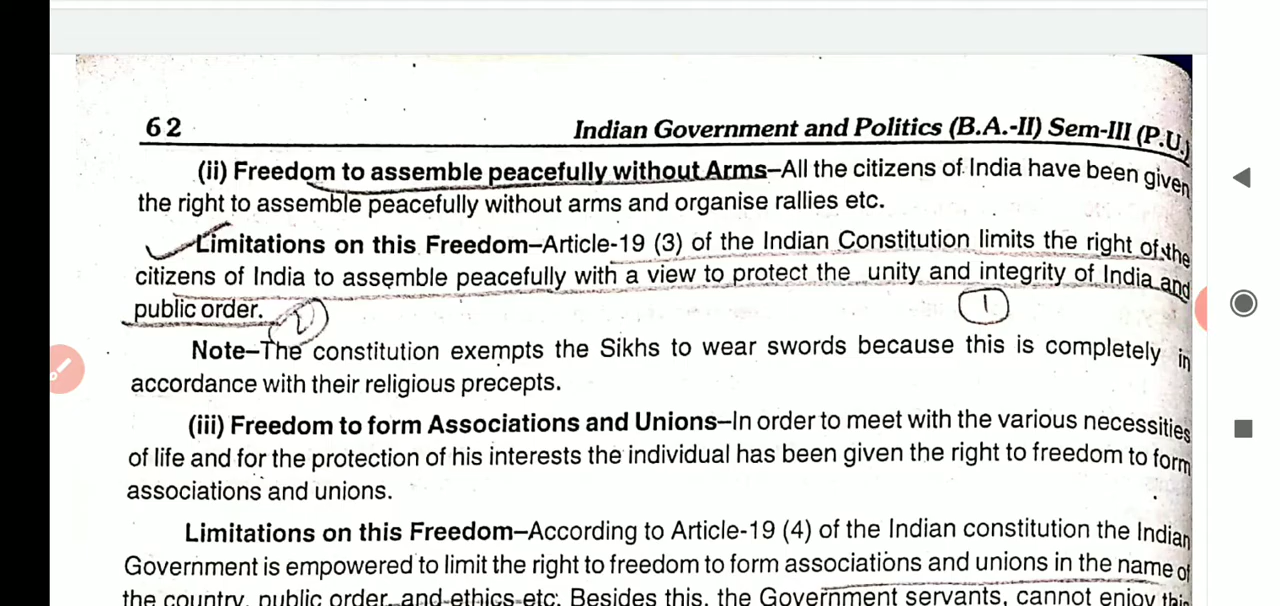 62
Indian Government and Politics (B.A.-II) Sem-III (P.U.)
(ii) Freedom to assemble peacefully without Arms–All the citizens of India have been given
the right to assemble peacefully without arms and organise rallies etc.
Limitations on this Freedom–Article-19 (3) of the Indian Constitution limits the right of the
citizens of India to assemble peacefully with a view to protect the unity and integrity of India and
public order.
1
Note–The constitution exempts the Sikhs to wear swords because this is completely in
accordance with their religious precepts.
(iii) Freedom to form Associations and Unions–In order to meet with the various necessities
of life and for the protection of his interests the individual has been given the right to freedom to form
associations and unions.
Limitations on this Freedom–According to Article-19 (4) of the Indian constitution the Indian
Government is empowered to limit the right to freedom to form associations and unions in the name of
the country, public order and ethics etc. Besides this, the Government servants, cannot enjoy this